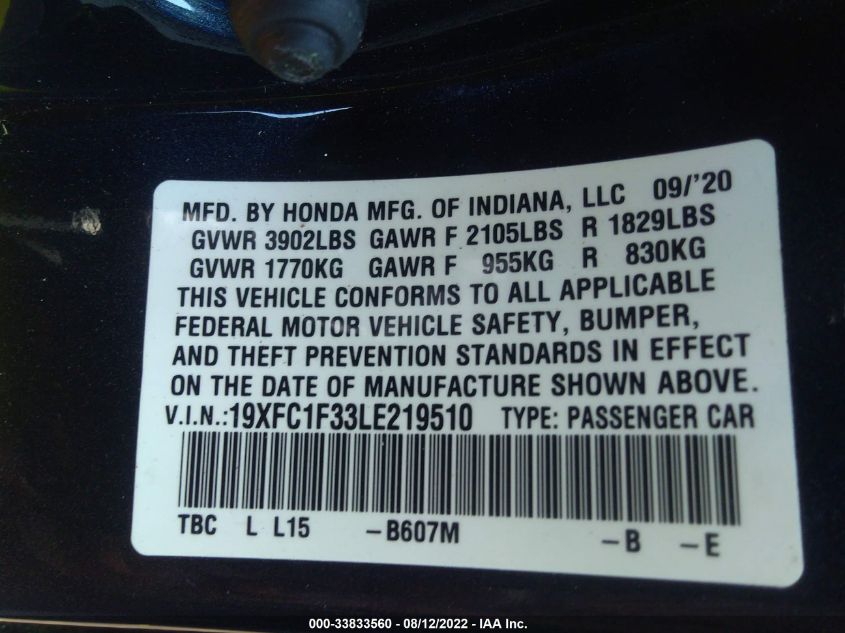 MFD. BY HONDA MFG. OF INDIANA, LLC 09/'20
GVWR 3902LBS GAWR F 2105LBS R 1829LBS
GVWR 1770KG GAWR F 955KG R 830KG
THIS VEHICLE CONFORMS TO ALL APPLICABLE
FEDERAL MOTOR VEHICLE SAFETY, BUMPER,
AND THEFT PREVENTION STANDARDS IN EFFECT
ON THE DATE OF MANUFACTURE SHOWN ABOVE.
V.I.N.:19XFC1F33LE219510 TYPE: PASSENGER CAR
TBC L L15 -B607M -B -E
000-33833560 - 08/12/2022 - IAA Inc.